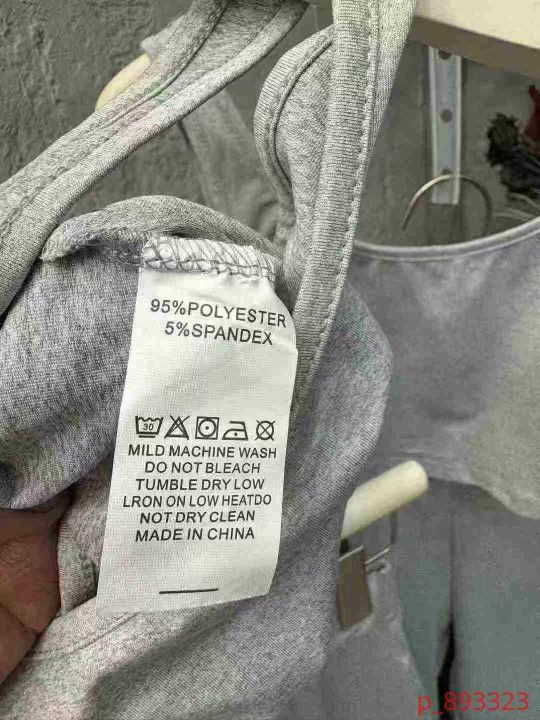 95%POLYESTER
5%SPANDEX
30
MILD MACHINE WASH
DO NOT BLEACH
TUMBLE DRY LOW
LRON ON LOW HEATDO
NOT DRY CLEAN
MADE IN CHINA
p_893323